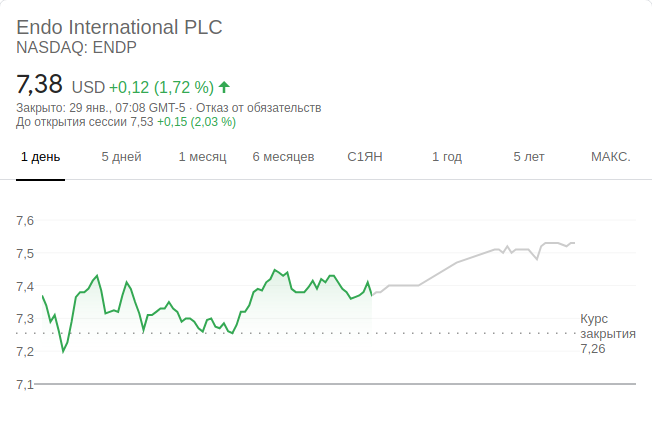 Endo International PLC
NASDAQ: ENDP
7,38 USD +0,12 (1,72 %)
Закрыто: 29 янв., 07:08 GMT-5 · Отказ от обязательств
До открытия сессии 7,53 +0,15 (2,03 %)
1 день 5 дней 1 месяц 6 месяцев С1ЯН 1 год 5 лет МАКС.
7,6
7,5
7,4
7,3
7,2
7,1
Курс
закрытия
7,26